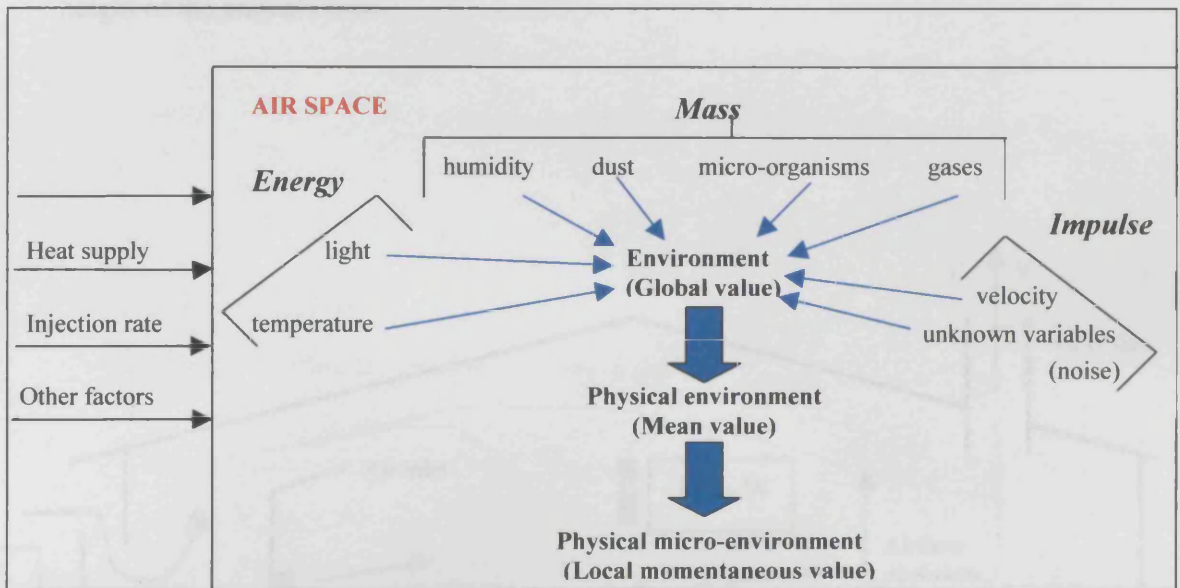 AIR SPACE
Mass
humidity
dust
micro-organisms
gases
Energy
Impulse
Heat supply
light
Environment
(Global value)
velocity
Injection rate
temperature
unknown variables
(noise)
Other factors
Physical environment
(Mean value)
Physical micro-environment
(Local momentaneous value)